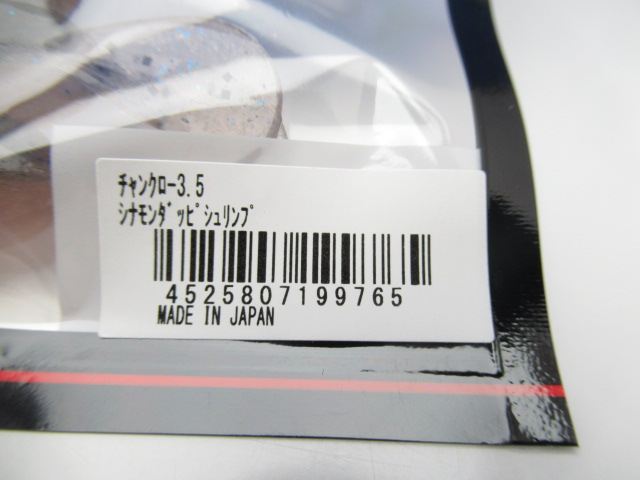 ﾁｬﾝｸﾛｰ3.5
ｼﾅﾓﾝﾀﾞｯﾋﾟｼｭﾘﾝﾌﾟ
4525807199765
MADE IN JAPAN